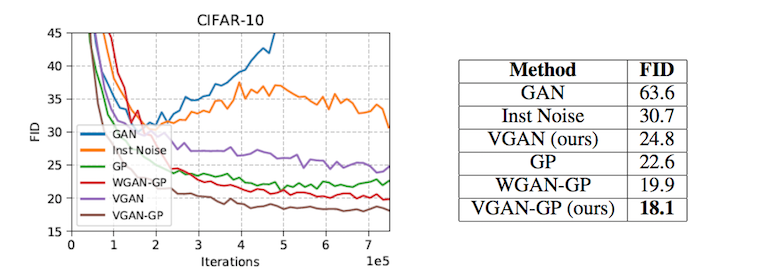 CIFAR-10
45
40
35
30
25
20
15
FID
GAN
Inst Noise
GP
WGAN-GP
VGAN
VGAN-GP
0 1 2 3 4 5 6 7
Iterations
1e5
Method FID
GAN 63.6
Inst Noise 30.7
VGAN (ours) 24.8
GP 22.6
WGAN-GP 19.9
VGAN-GP (ours) 18.1